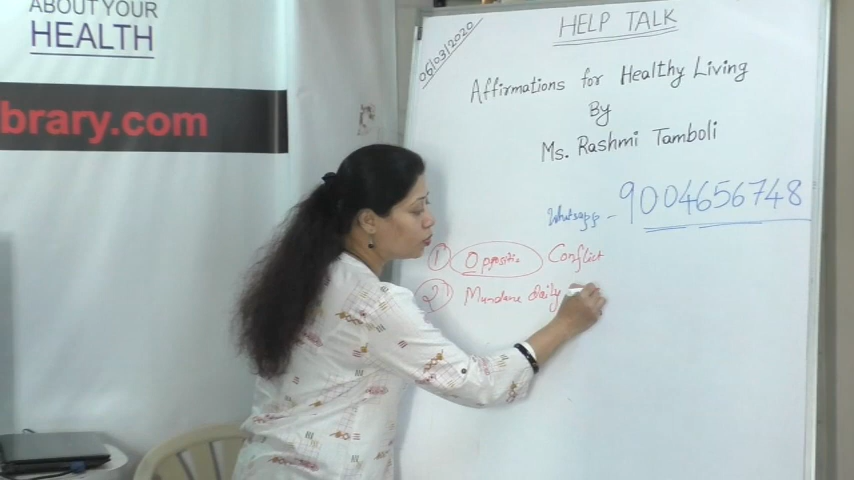 ABOUT YOUR
HEALTH
brary.com
06/03/2020
HELP TALK
Affirmations for Healthy Living
By
Ms. Rashmi Tamboli
Whatsapp - 9004656748
1) Opposite Conflict
2) Mundane daily